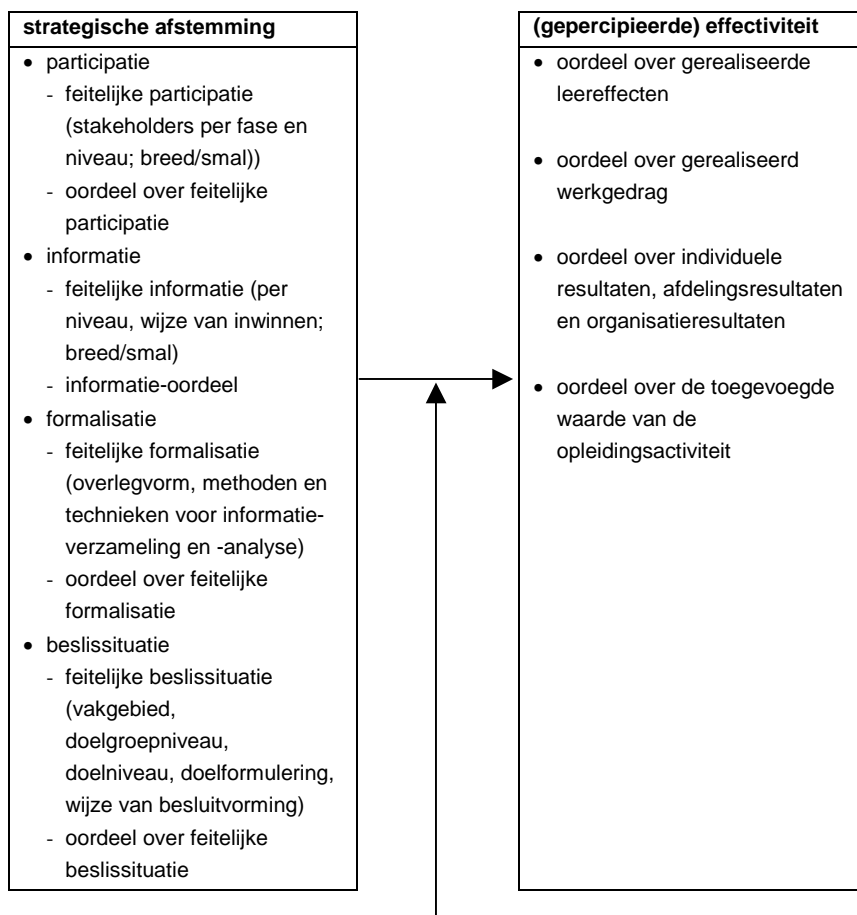 strategische afstemming
• participatie
- feitelijke participatie
(stakeholders per fase en
niveau; breed/smal))
- oordeel over feitelijke
participatie
• informatie
- feitelijke informatie (per
niveau, wijze van inwinnen;
breed/smal)
- informatie-oordeel
• formalisatie
- feitelijke formalisatie
(overlegvorm, methoden en
technieken voor informatie-
verzameling en -analyse)
- oordeel over feitelijke
formalisatie
• beslissituatie
- feitelijke beslissituatie
(vakgebied,
doelgroepniveau,
doelniveau, doelformulering,
wijze van besluitvorming)
- oordeel over feitelijke
beslissituatie
(gepercipieerde) effectiviteit
• oordeel over gerealiseerde
leereffecten
• oordeel over gerealiseerd
werkgedrag
• oordeel over individuele
resultaten, afdelingsresultaten
en organisatieresultaten
• oordeel over de toegevoegde
waarde van de
opleidingsactiviteit